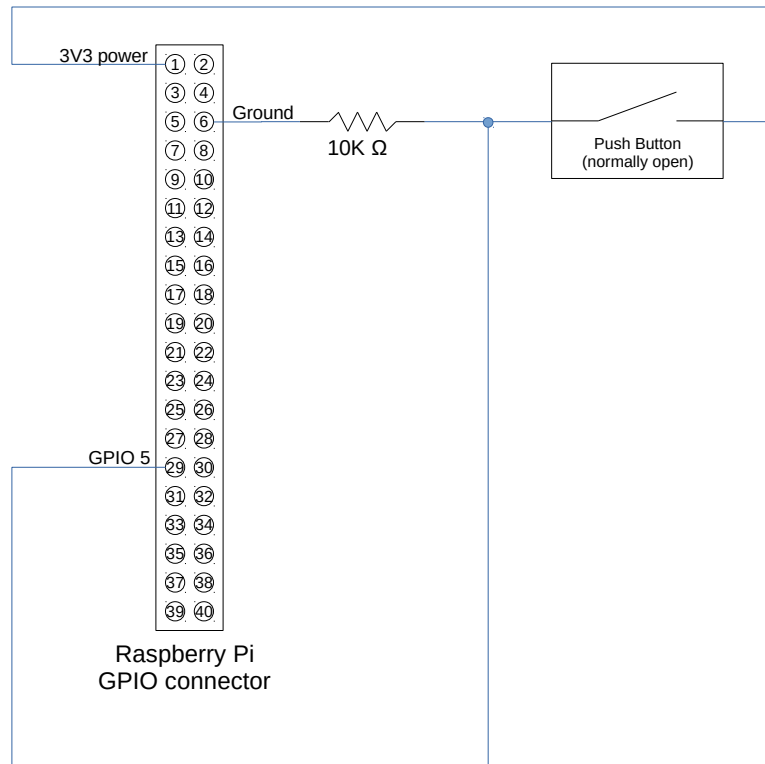 3V3 power
1 2
3 4
Ground
5 6
10K Ω
Push Button
(normally open)
7 8
9 10
11 12
13 14
15 16
17 18
19 20
21 22
23 24
25 26
27 28
GPIO 5
29 30
31 32
33 34
35 36
37 38
39 40
Raspberry Pi
GPIO connector